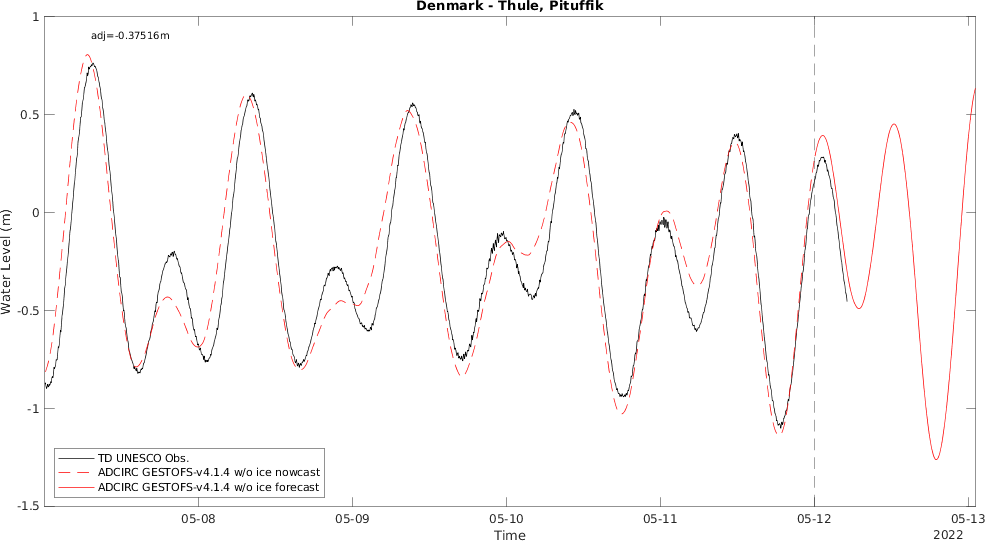 Denmark - Thule, Pituffik
adj=-0.37516m
1
0.5
0
-0.5
-1
-1.5
Water Level (m)
TD UNESCO Obs.
ADCIRC GESTOFS-v4.1.4 w/o ice nowcast
ADCIRC GESTOFS-v4.1.4 w/o ice forecast
05-08
05-09
05-10
05-11
05-12
05-13
Time
2022